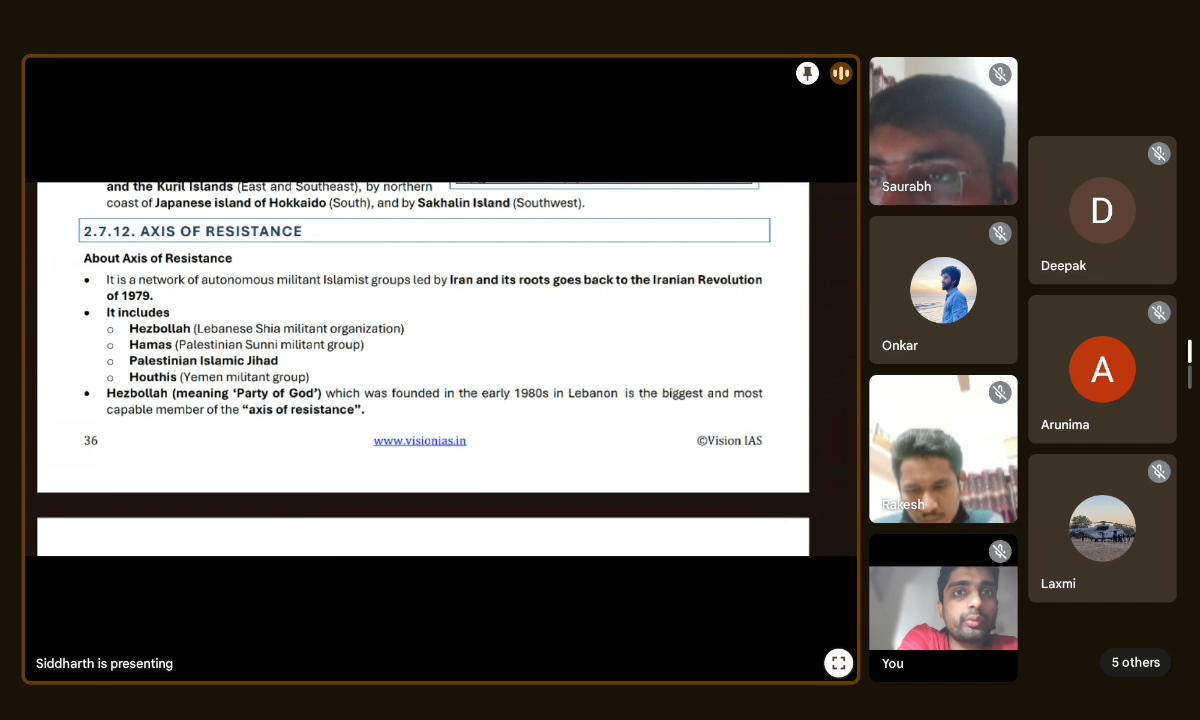 and the Kuril Islands (East and Southeast), by northern
coast of Japanese island of Hokkaido (South), and by Sakhalin Island (Southwest).
2.7.12. AXIS OF RESISTANCE
About Axis of Resistance
• It is a network of autonomous militant Islamist groups led by Iran and its roots goes back to the Iranian Revolution
of 1979.
• It includes
o Hezbollah (Lebanese Shia militant organization)
o Hamas (Palestinian Sunni militant group)
o Palestinian Islamic Jihad
o Houthis (Yemen militant group)
• Hezbollah (meaning ‘Party of God’) which was founded in the early 1980s in Lebanon is the biggest and most
capable member of the “axis of resistance”.
36 www.visionias.in ©Vision IAS
Siddharth is presenting
Saurabh
Onkar
Rakesh
You
D
Deepak
A
Arunima
Laxmi
5 others